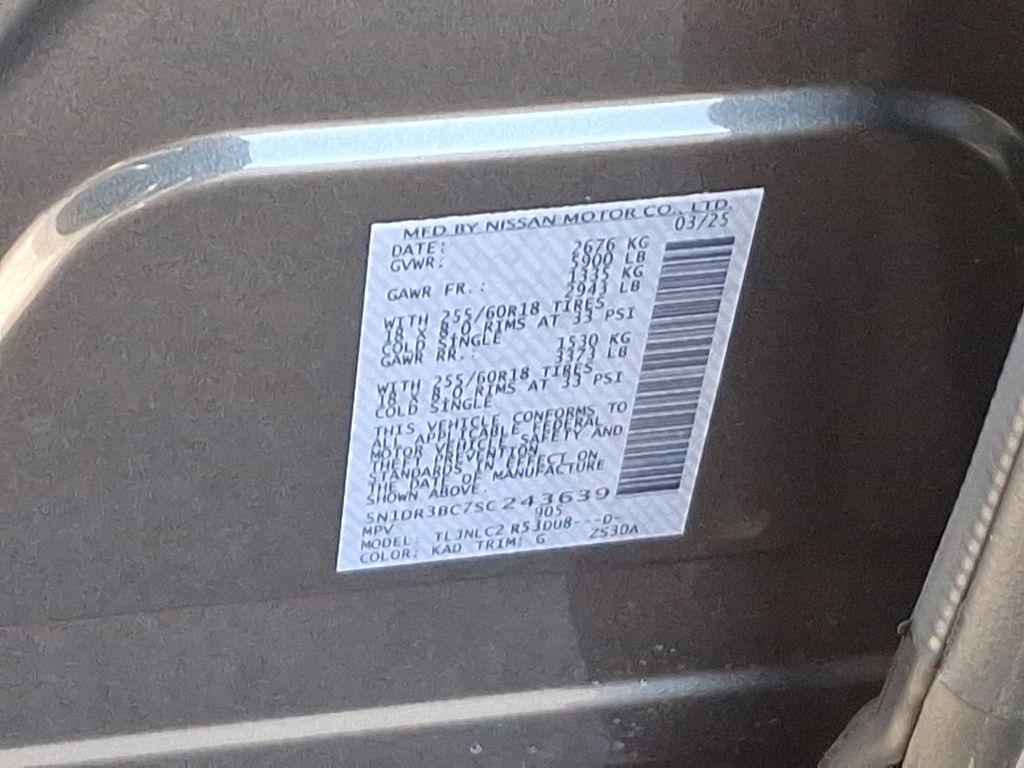 MFD BY NISSAN MOTOR CO., LTD.
DATE: 03/25
GVWR: 2676 KG
5900 LB
GAWR FR.: 1335 KG
2943 LB
WITH 255/60R18 TIRES
18 X 8.0 RIMS AT 33 PSI
COLD SINGLE
GAWR RR.: 1530 KG
3373 LB
WITH 255/60R18 TIRES
18 X 8.0 RIMS AT 33 PSI
COLD SINGLE
THIS VEHICLE CONFORMS TO
ALL APPLICABLE FEDERAL
MOTOR VEHICLE SAFETY AND
THEFT PREVENTION
STANDARDS IN EFFECT ON
THE DATE OF MANUFACTURE
SHOWN ABOVE.
5N1DR3BC7SC243639
MPV 905
MODEL: TLJNLC2 R53DU8---D-
COLOR: KAD TRIM: G ZS30A